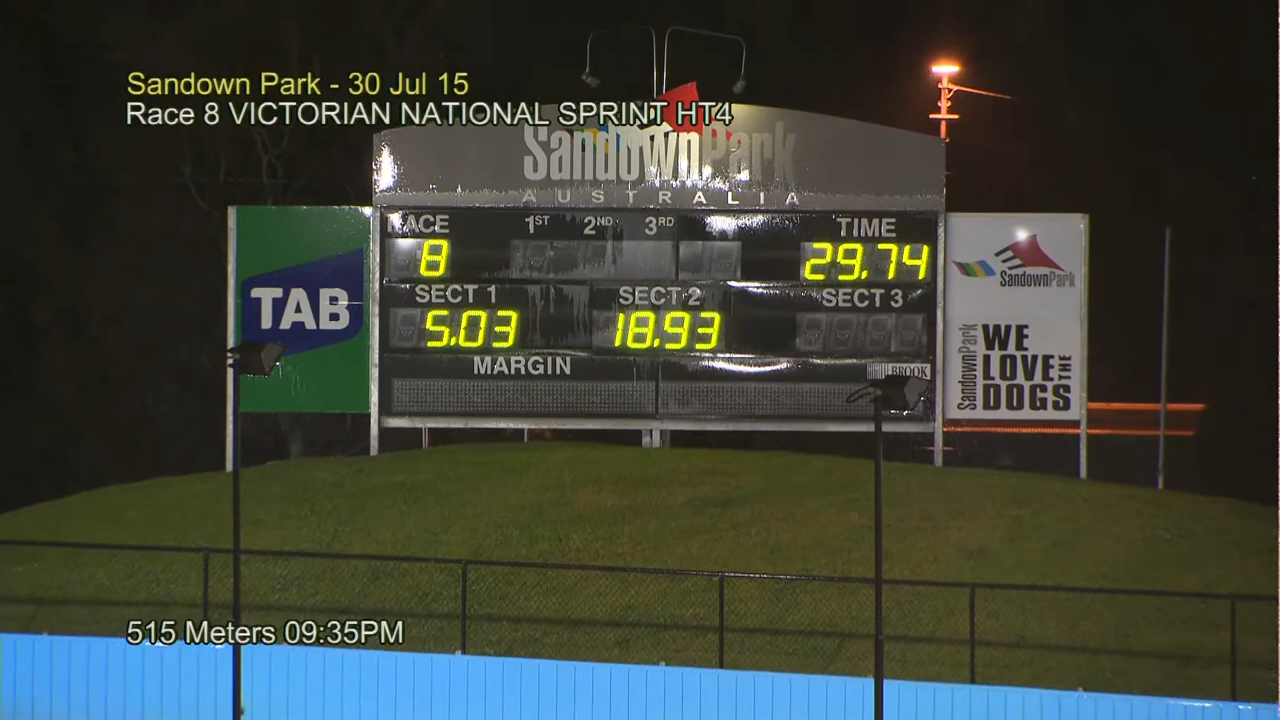 Sandown Park - 30 Jul 15
Race 8 VICTORIAN NATIONAL SPRINT HT4
SandownPark
AUSTRALIA
RACE 1ST 2ND 3RD TIME
8 29.74
SECT 1 SECT 2 SECT 3
5.03 18.93
MARGIN
BROOK
TAB
SandownPark
SandownPark
WE
LOVE
THE
DOGS
515 Meters 09:35PM